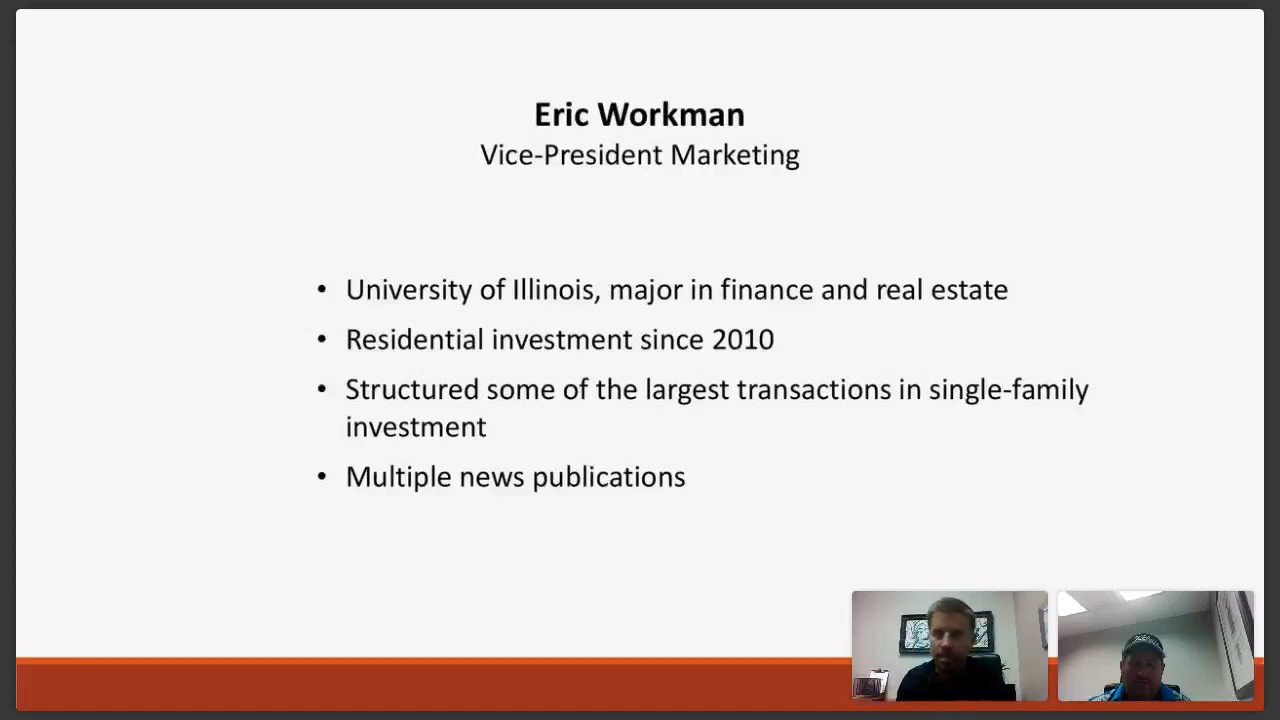 Eric Workman
Vice-President Marketing
• University of Illinois, major in finance and real estate
• Residential investment since 2010
• Structured some of the largest transactions in single-family
investment
• Multiple news publications